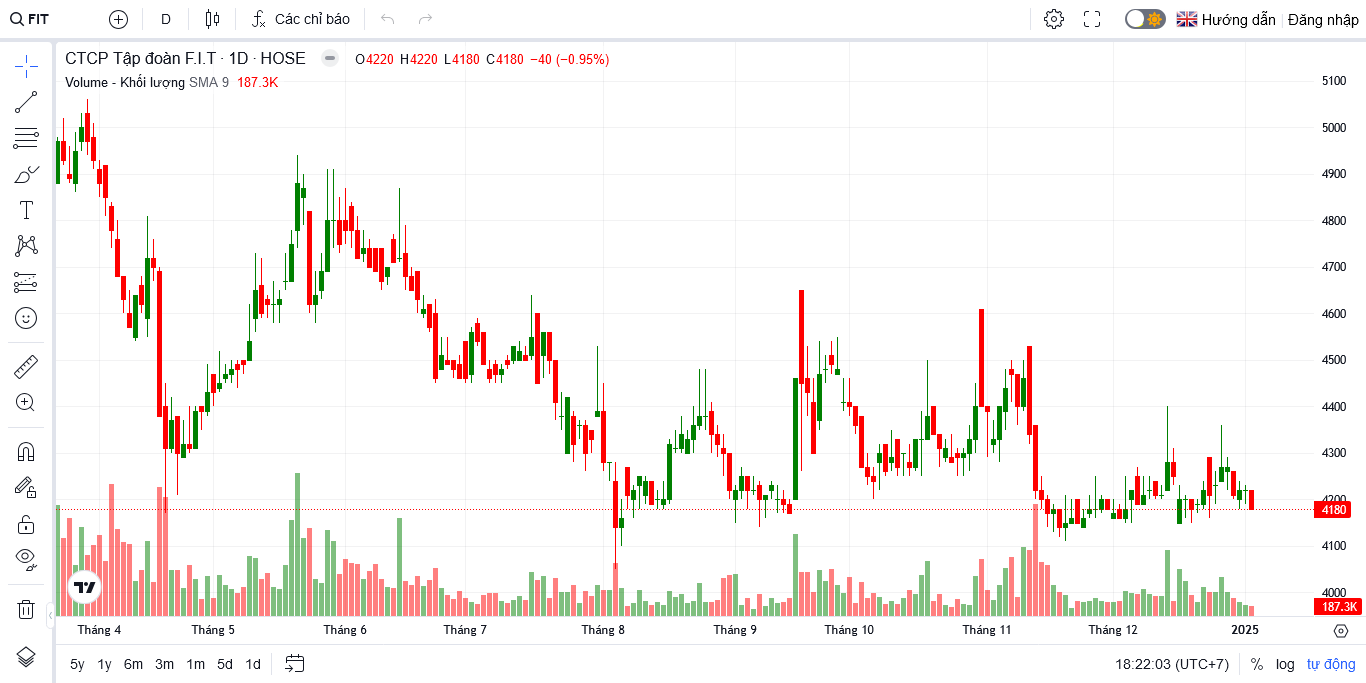 FIT D Các chỉ báo Hướng dẫn Đăng nhập
CTCP Tập đoàn F.I.T · 1D · HOSE O4220 H4220 L4180 C4180 −40 (−0.95%)
Volume - Khối lượng SMA 9 187.3K
5100
5000
4900
4800
4700
4600
4500
4400
4300
4200
4180
4100
4000
187.3K
Tháng 4 Tháng 5 Tháng 6 Tháng 7 Tháng 8 Tháng 9 Tháng 10 Tháng 11 Tháng 12 2025
5y 1y 6m 3m 1m 5d 1d 18:22:03 (UTC+7) % log tự động